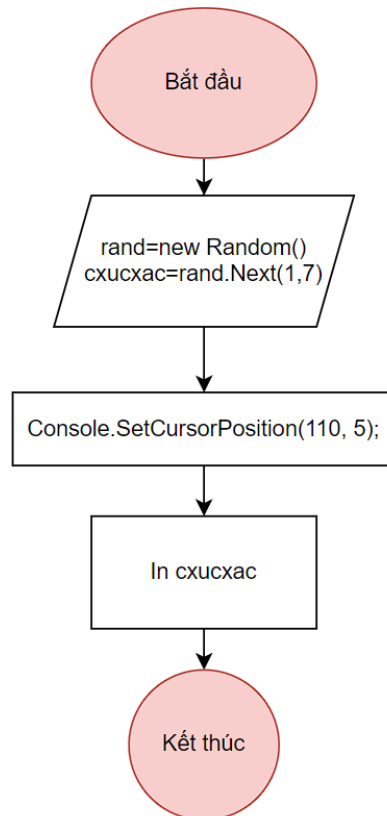 Bắt đầu
rand=new Random()
cxucxac=rand.Next(1,7)
Console.SetCursorPosition(110, 5);
In cxucxac
Kết thúc